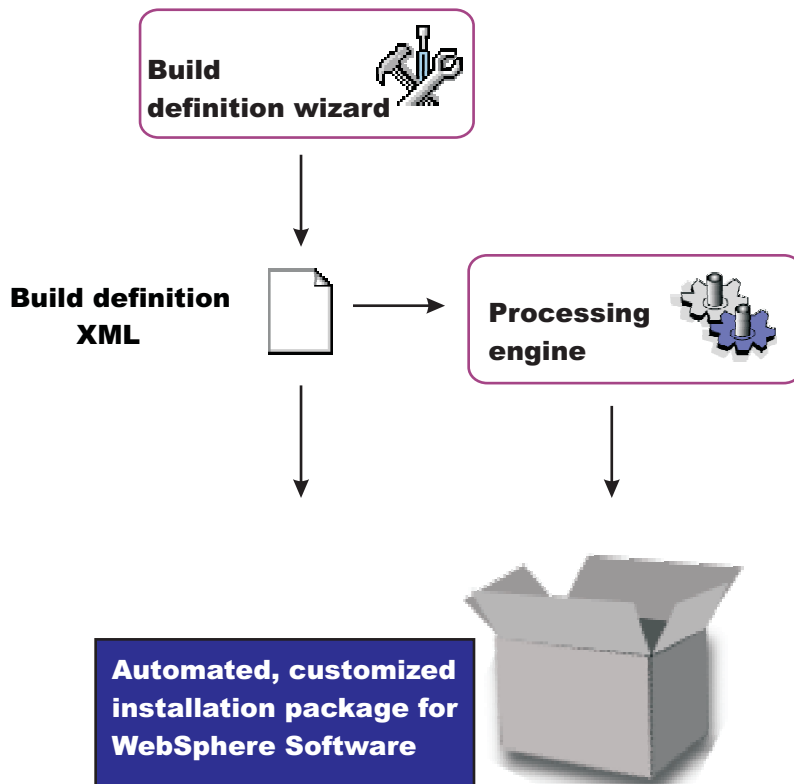 Build
definition wizard
Build definition
XML
Processing
engine
Automated, customized
installation package for
WebSphere Software